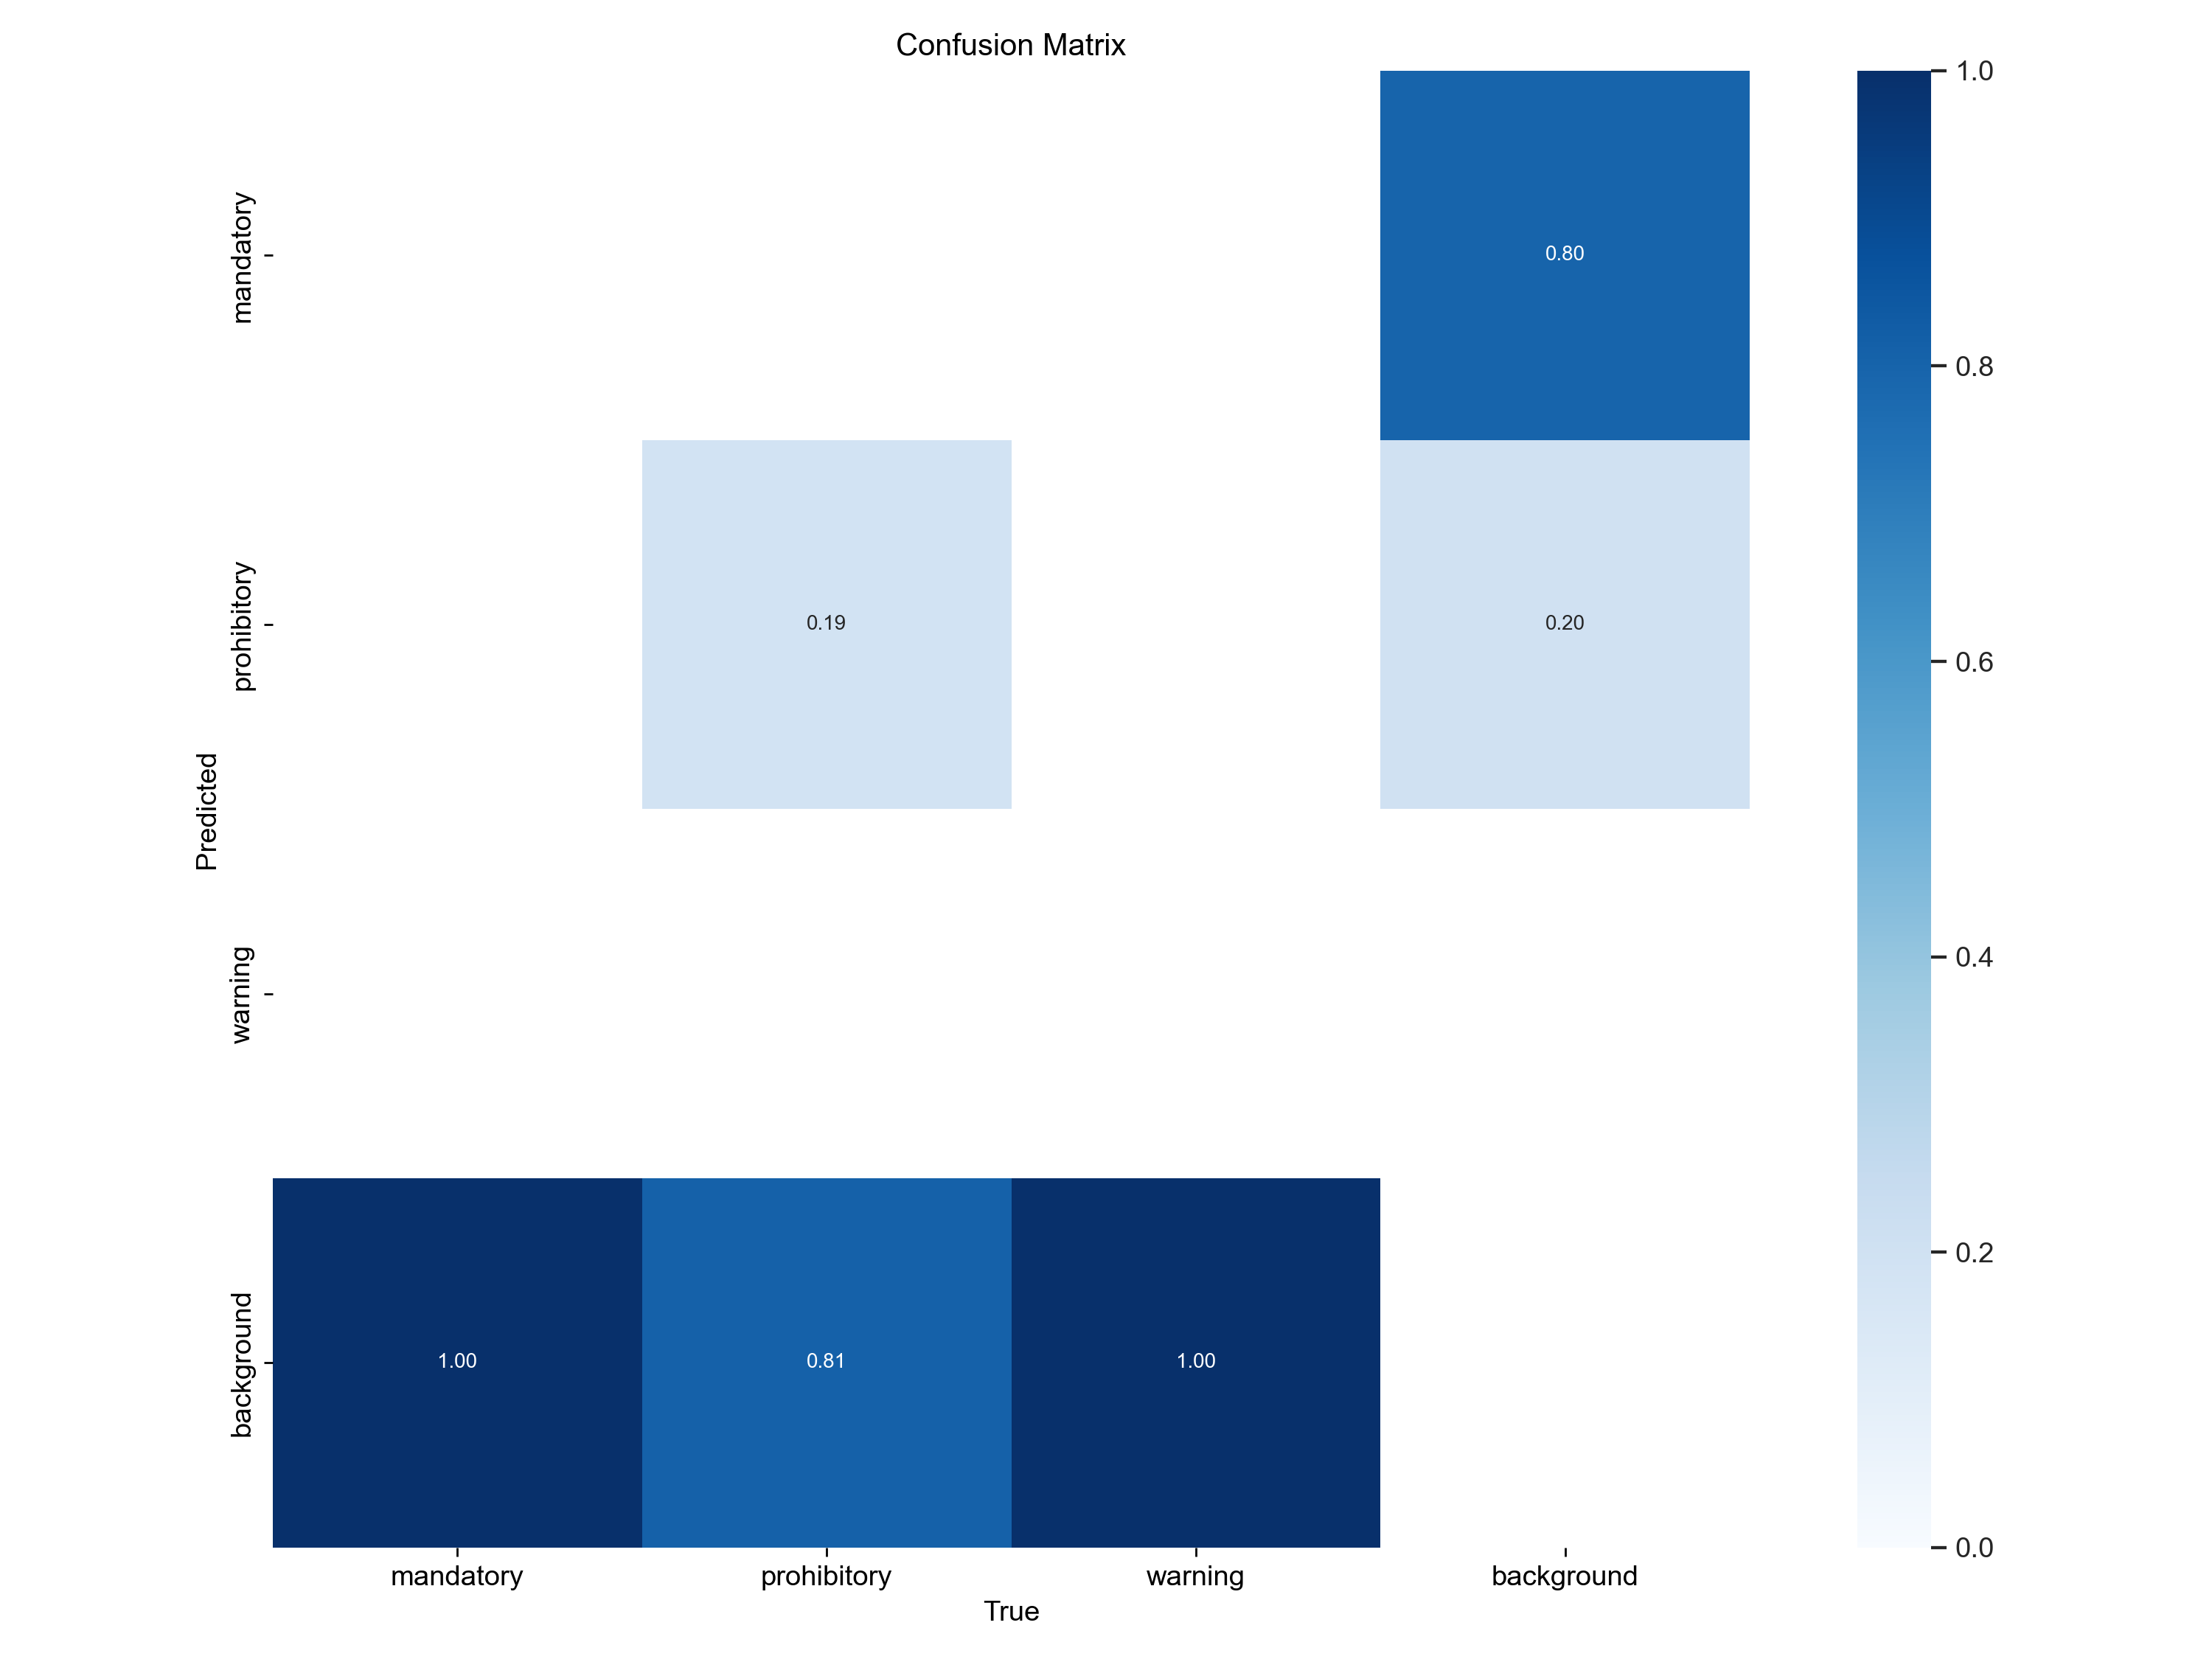 Confusion Matrix
mandatory
prohibitory
warning
background
Predicted
0.80
0.19
0.20
1.00
0.81
1.00
mandatory
prohibitory
warning
background
True
1.0
0.8
0.6
0.4
0.2
0.0